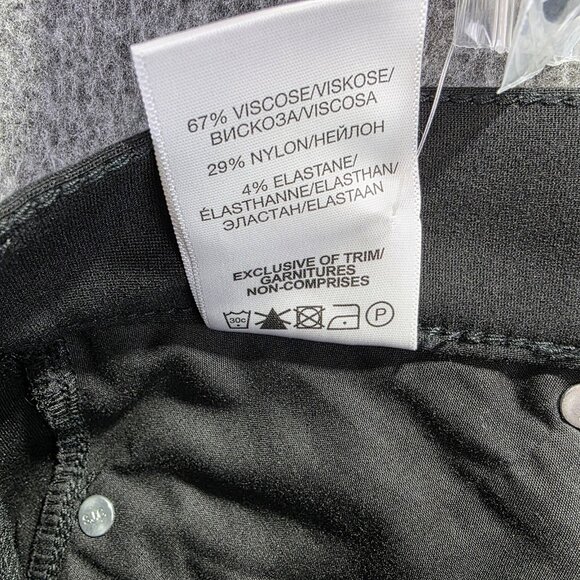 67% VISCOSE/VISKOSE/
ВИСКОЗА/VISCOSA
29% NYLON/НЕЙЛОН
4% ELASTANE/
ÉLASTHANNE/ELASTHAN/
ЭЛАСТАН/ELASTAAN
EXCLUSIVE OF TRIM/
GARNITURES
NON-COMPRISES
30c P